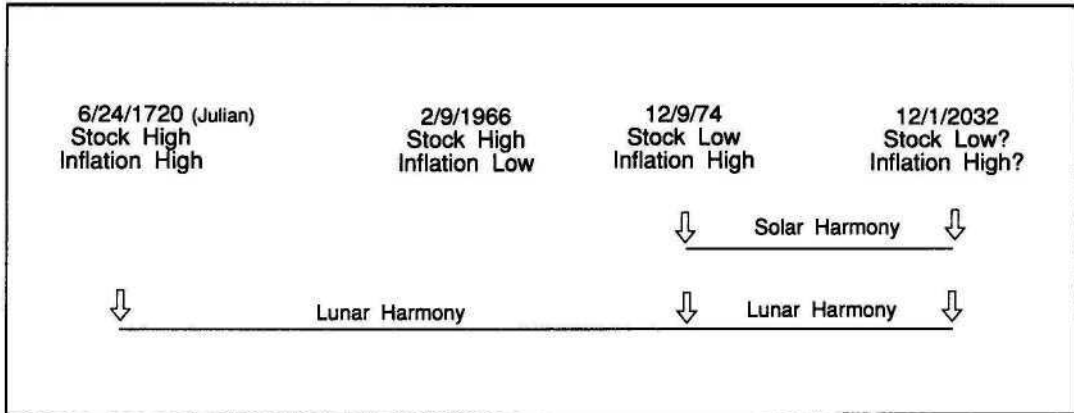 6/24/1720 (Julian)
Stock High
Inflation High
2/9/1966
Stock High
Inflation Low
12/9/74
Stock Low
Inflation High
12/1/2032
Stock Low?
Inflation High?
Solar Harmony
Lunar Harmony
Lunar Harmony